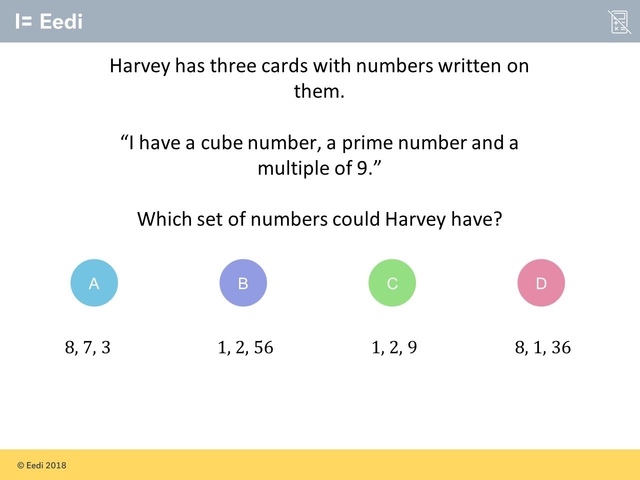 I= Eedi
Harvey has three cards with numbers written on
them.
“I have a cube number, a prime number and a
multiple of 9.”
Which set of numbers could Harvey have?
A B C D
8, 7, 3 1, 2, 56 1, 2, 9 8, 1, 36
© Eedi 2018